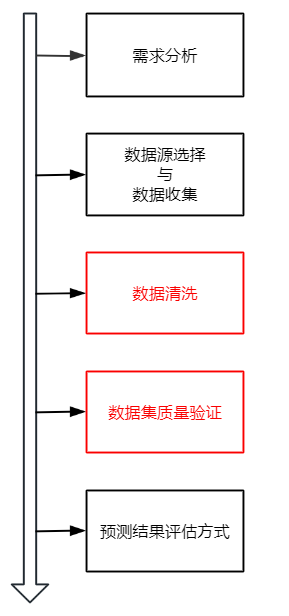 需求分析
数据源选择
与
数据收集
数据清洗
数据集质量验证
预测结果评估方式